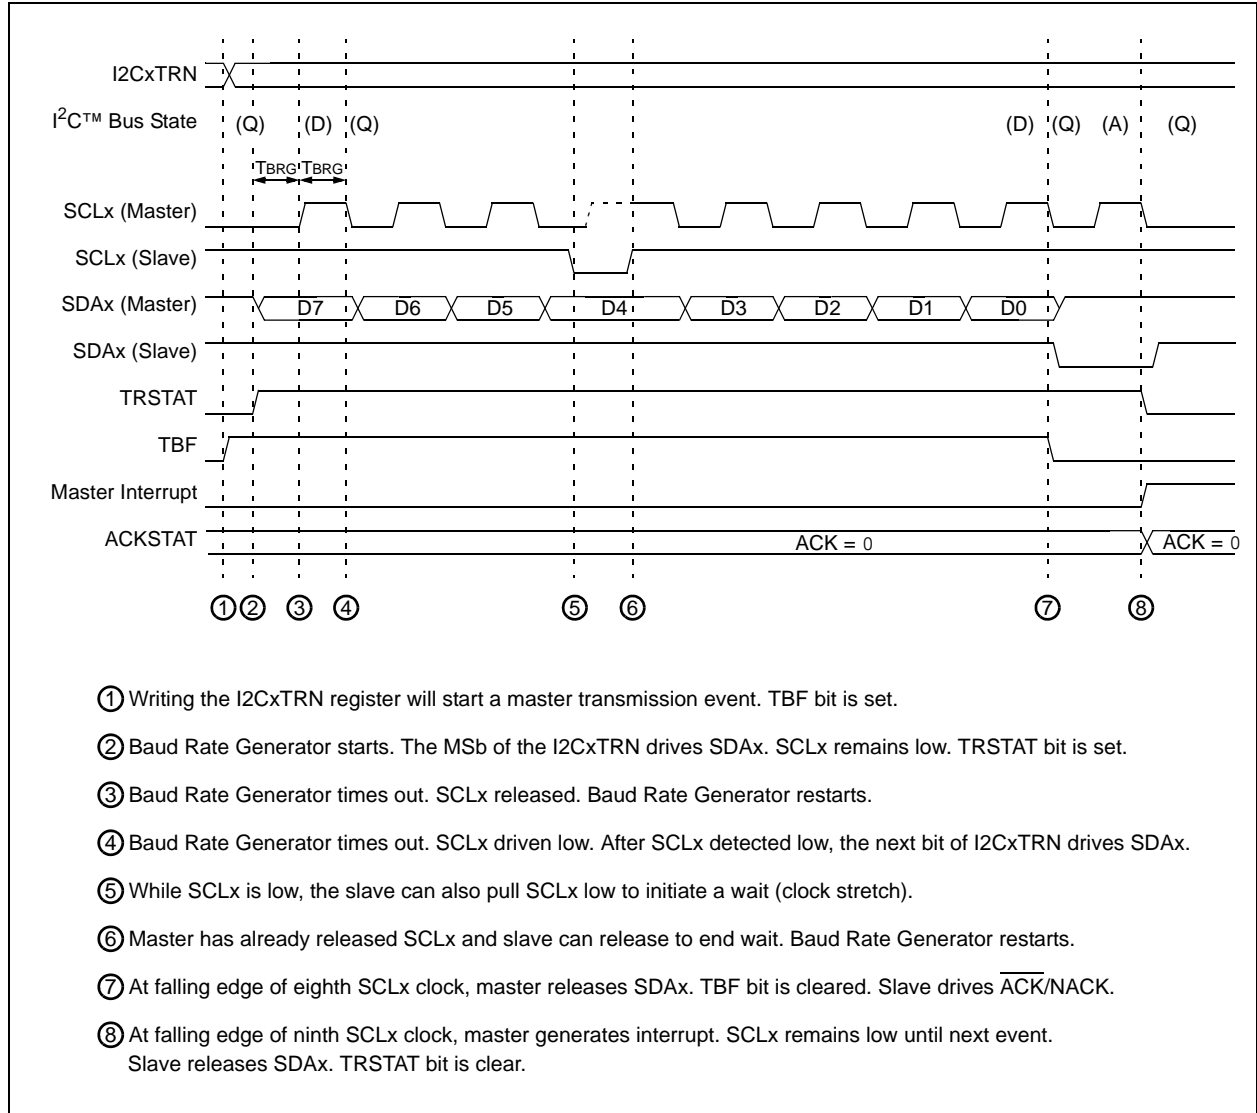 I2CxTRN
I2C™ Bus State (Q) (D) (Q) (D) (Q) (A) (Q)
TBRG TBRG
SCLx (Master)
SCLx (Slave)
SDAx (Master) D7 D6 D5 D4 D3 D2 D1 D0
SDAx (Slave)
TRSTAT
TBF
Master Interrupt
ACKSTAT ACK = 0 ACK = 0
1 2 3 4 5 6 7 8
1 Writing the I2CxTRN register will start a master transmission event. TBF bit is set.
2 Baud Rate Generator starts. The MSb of the I2CxTRN drives SDAx. SCLx remains low. TRSTAT bit is set.
3 Baud Rate Generator times out. SCLx released. Baud Rate Generator restarts.
4 Baud Rate Generator times out. SCLx driven low. After SCLx detected low, the next bit of I2CxTRN drives SDAx.
5 While SCLx is low, the slave can also pull SCLx low to initiate a wait (clock stretch).
6 Master has already released SCLx and slave can release to end wait. Baud Rate Generator restarts.
7 At falling edge of eighth SCLx clock, master releases SDAx. TBF bit is cleared. Slave drives ACK/NACK.
8 At falling edge of ninth SCLx clock, master generates interrupt. SCLx remains low until next event.
Slave releases SDAx. TRSTAT bit is clear.